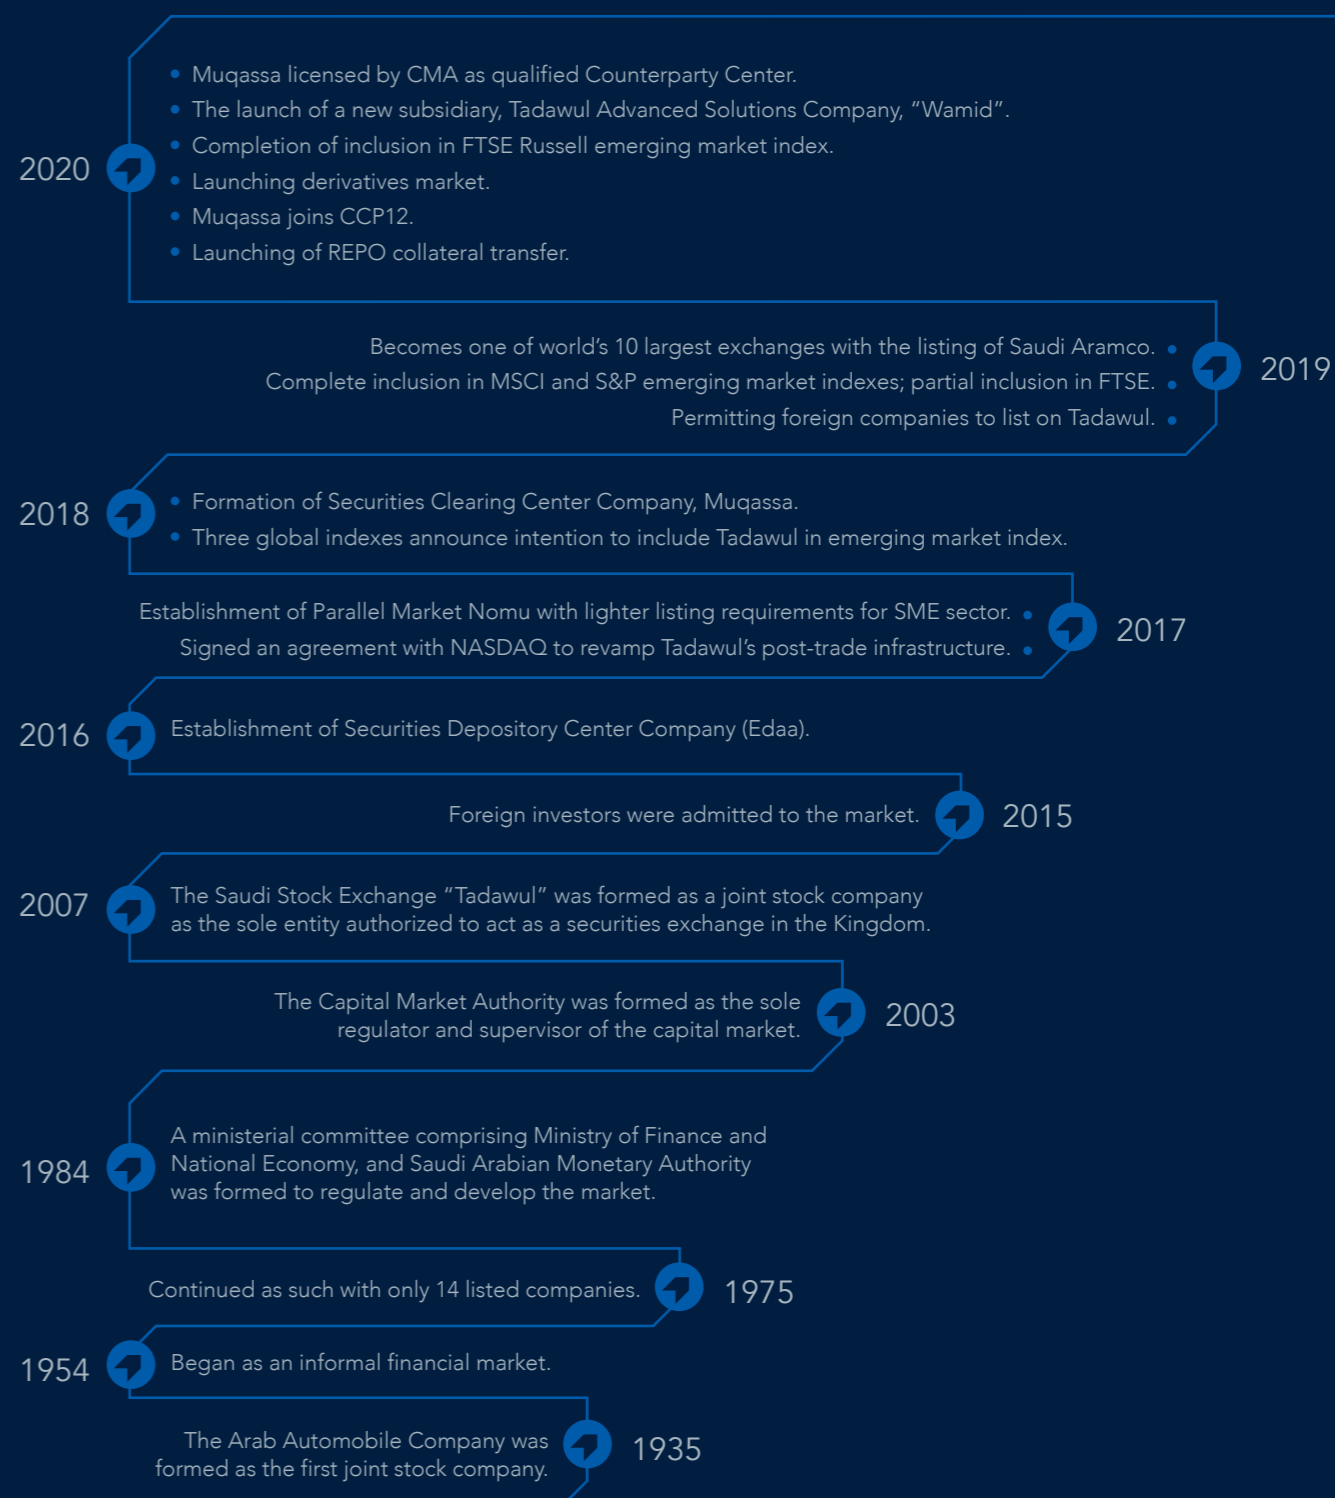 2020
• Muqassa licensed by CMA as qualified Counterparty Center.
• The launch of a new subsidiary, Tadawul Advanced Solutions Company, “Wamid”.
• Completion of inclusion in FTSE Russell emerging market index.
• Launching derivatives market.
• Muqassa joins CCP12.
• Launching of REPO collateral transfer.
2019
Becomes one of world’s 10 largest exchanges with the listing of Saudi Aramco. •
Complete inclusion in MSCI and S&P emerging market indexes; partial inclusion in FTSE. •
Permitting foreign companies to list on Tadawul. •
2018
• Formation of Securities Clearing Center Company, Muqassa.
• Three global indexes announce intention to include Tadawul in emerging market index.
2017
Establishment of Parallel Market Nomu with lighter listing requirements for SME sector. •
Signed an agreement with NASDAQ to revamp Tadawul’s post-trade infrastructure. •
2016
Establishment of Securities Depository Center Company (Edaa).
Foreign investors were admitted to the market.
2015
2007
The Saudi Stock Exchange “Tadawul” was formed as a joint stock company
as the sole entity authorized to act as a securities exchange in the Kingdom.
The Capital Market Authority was formed as the sole
regulator and supervisor of the capital market.
2003
1984
A ministerial committee comprising Ministry of Finance and
National Economy, and Saudi Arabian Monetary Authority
was formed to regulate and develop the market.
Continued as such with only 14 listed companies.
1975
1954
Began as an informal financial market.
The Arab Automobile Company was
formed as the first joint stock company.
1935